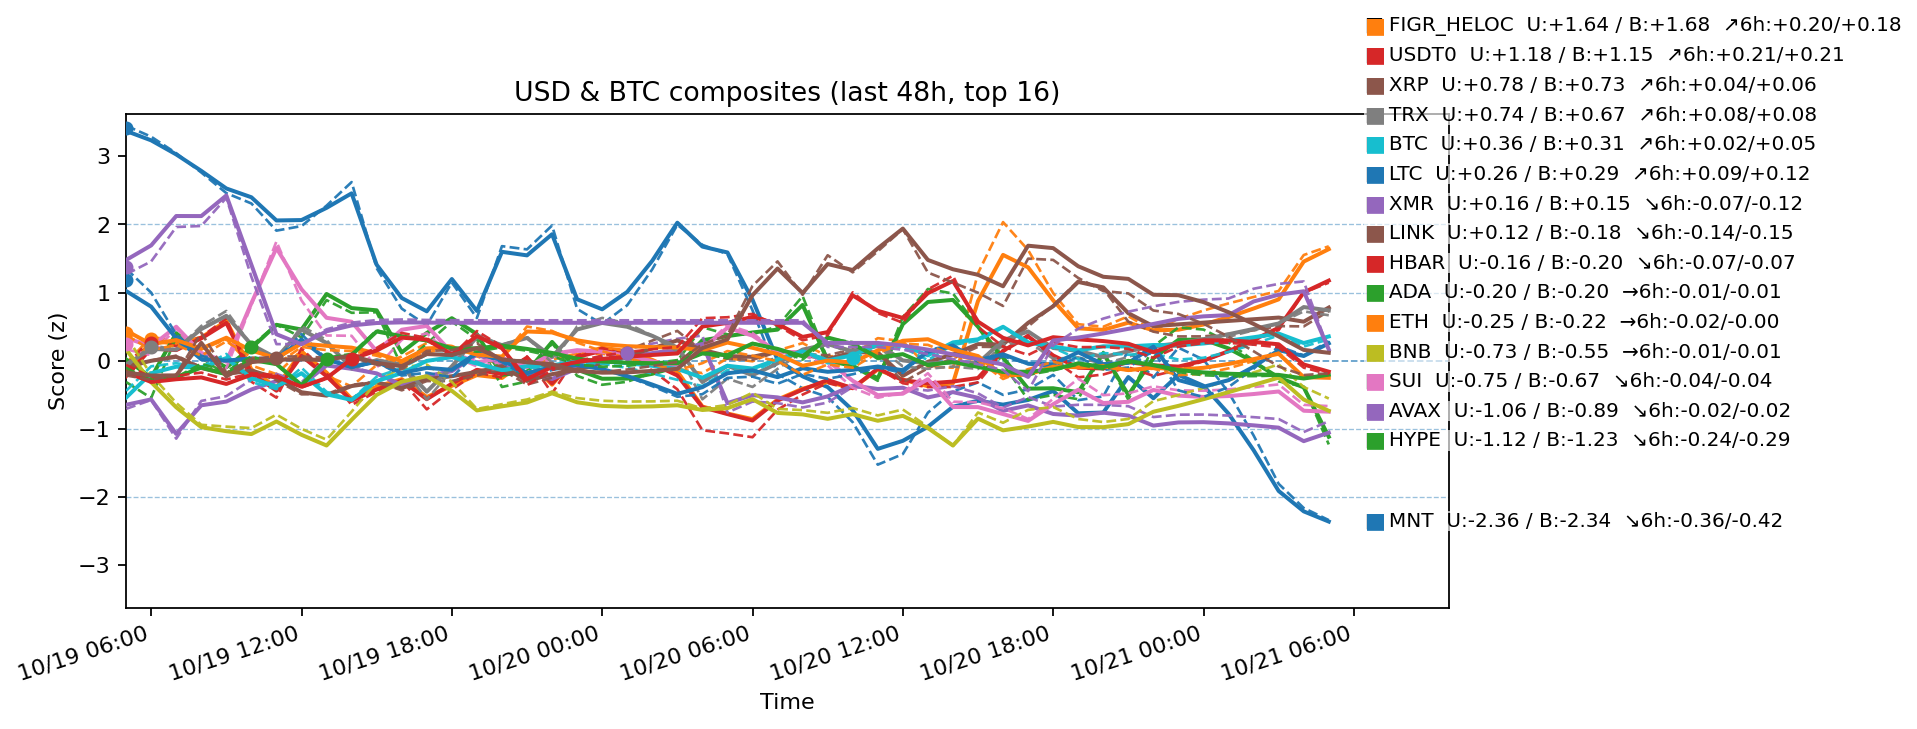 USD & BTC composites (last 48h, top 16)
FIGR_HELOC U:+1.64 / B:+1.68 ↗6h:+0.20/+0.18
USDT0 U:+1.18 / B:+1.15 ↗6h:+0.21/+0.21
XRP U:+0.78 / B:+0.73 ↗6h:+0.04/+0.06
TRX U:+0.74 / B:+0.67 ↗6h:+0.08/+0.08
BTC U:+0.36 / B:+0.31 ↗6h:+0.02/+0.05
LTC U:+0.26 / B:+0.29 ↗6h:+0.09/+0.12
XMR U:+0.16 / B:+0.15 ↘6h:-0.07/-0.12
LINK U:+0.12 / B:-0.18 ↘6h:-0.14/-0.15
HBAR U:-0.16 / B:-0.20 ↘6h:-0.07/-0.07
ADA U:-0.20 / B:-0.20 →6h:-0.01/-0.01
ETH U:-0.25 / B:-0.22 →6h:-0.02/-0.00
BNB U:-0.73 / B:-0.55 →6h:-0.01/-0.01
SUI U:-0.75 / B:-0.67 ↘6h:-0.04/-0.04
AVAX U:-1.06 / B:-0.89 ↘6h:-0.02/-0.02
HYPE U:-1.12 / B:-1.23 ↘6h:-0.24/-0.29
MNT U:-2.36 / B:-2.34 ↘6h:-0.36/-0.42
Score (z)
3
2
1
0
−1
−2
−3
10/19 06:00
10/19 12:00
10/19 18:00
10/20 00:00
10/20 06:00
10/20 12:00
10/20 18:00
10/21 00:00
10/21 06:00
Time